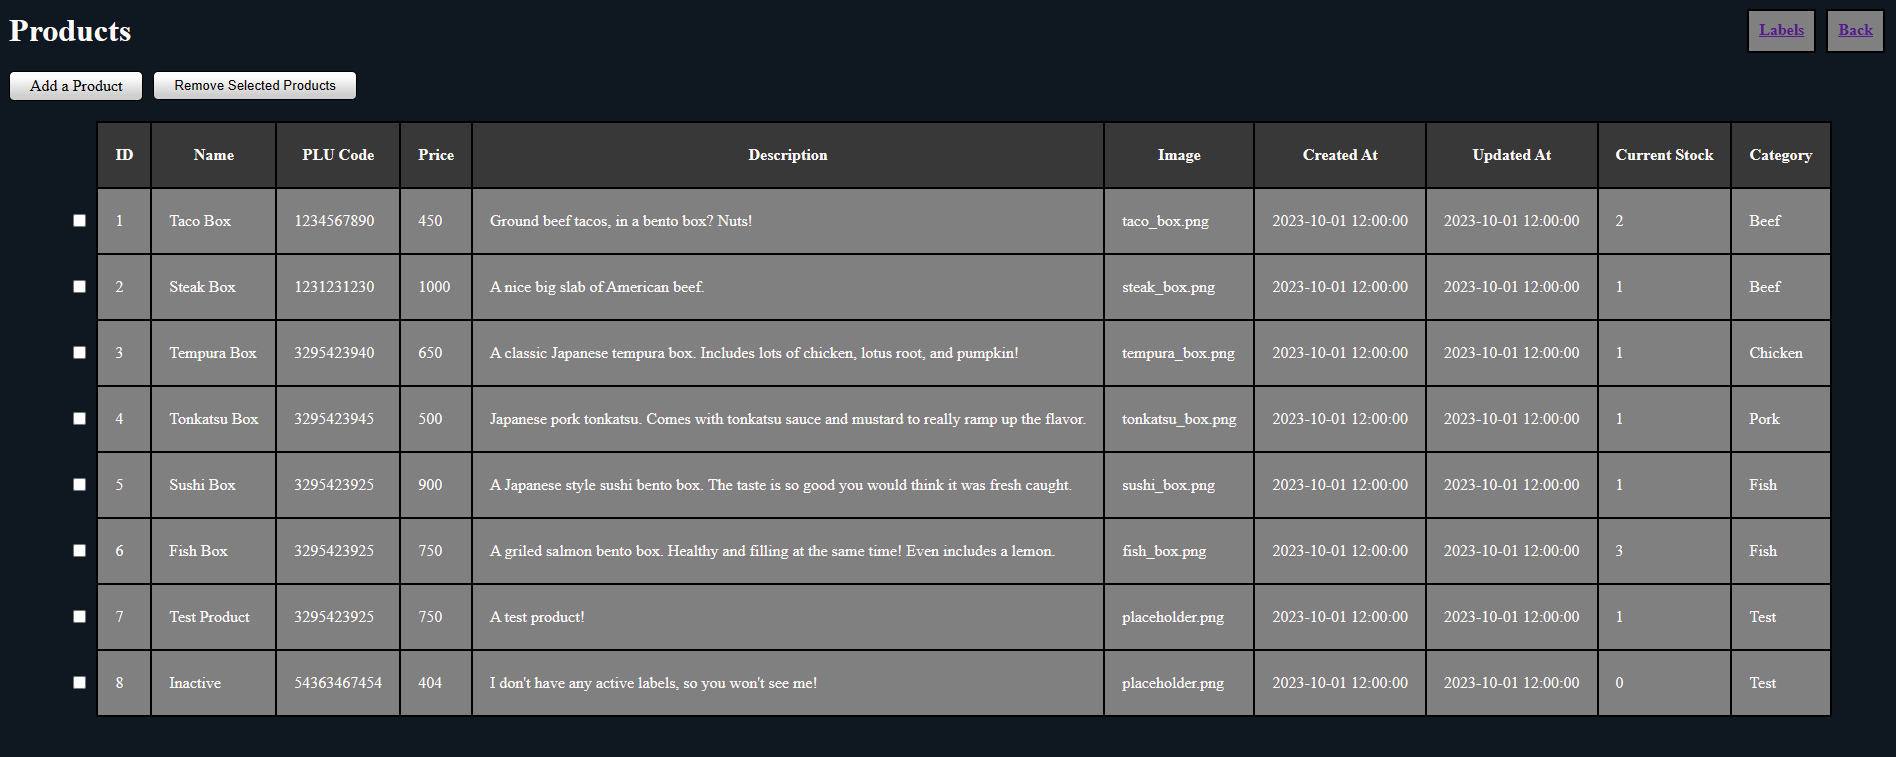 Products
Labels Back
Add a Product Remove Selected Products
ID Name PLU Code Price Description Image Created At Updated At Current Stock Category
1 Taco Box 1234567890 450 Ground beef tacos, in a bento box? Nuts! taco_box.png 2023-10-01 12:00:00 2023-10-01 12:00:00 2 Beef
2 Steak Box 1231231230 1000 A nice big slab of American beef. steak_box.png 2023-10-01 12:00:00 2023-10-01 12:00:00 1 Beef
3 Tempura Box 3295423940 650 A classic Japanese tempura box. Includes lots of chicken, lotus root, and pumpkin! tempura_box.png 2023-10-01 12:00:00 2023-10-01 12:00:00 1 Chicken
4 Tonkatsu Box 3295423945 500 Japanese pork tonkatsu. Comes with tonkatsu sauce and mustard to really ramp up the flavor. tonkatsu_box.png 2023-10-01 12:00:00 2023-10-01 12:00:00 1 Pork
5 Sushi Box 3295423925 900 A Japanese style sushi bento box. The taste is so good you would think it was fresh caught. sushi_box.png 2023-10-01 12:00:00 2023-10-01 12:00:00 1 Fish
6 Fish Box 3295423925 750 A griled salmon bento box. Healthy and filling at the same time! Even includes a lemon. fish_box.png 2023-10-01 12:00:00 2023-10-01 12:00:00 3 Fish
7 Test Product 3295423925 750 A test product! placeholder.png 2023-10-01 12:00:00 2023-10-01 12:00:00 1 Test
8 Inactive 54363467454 404 I don't have any active labels, so you won't see me! placeholder.png 2023-10-01 12:00:00 2023-10-01 12:00:00 0 Test